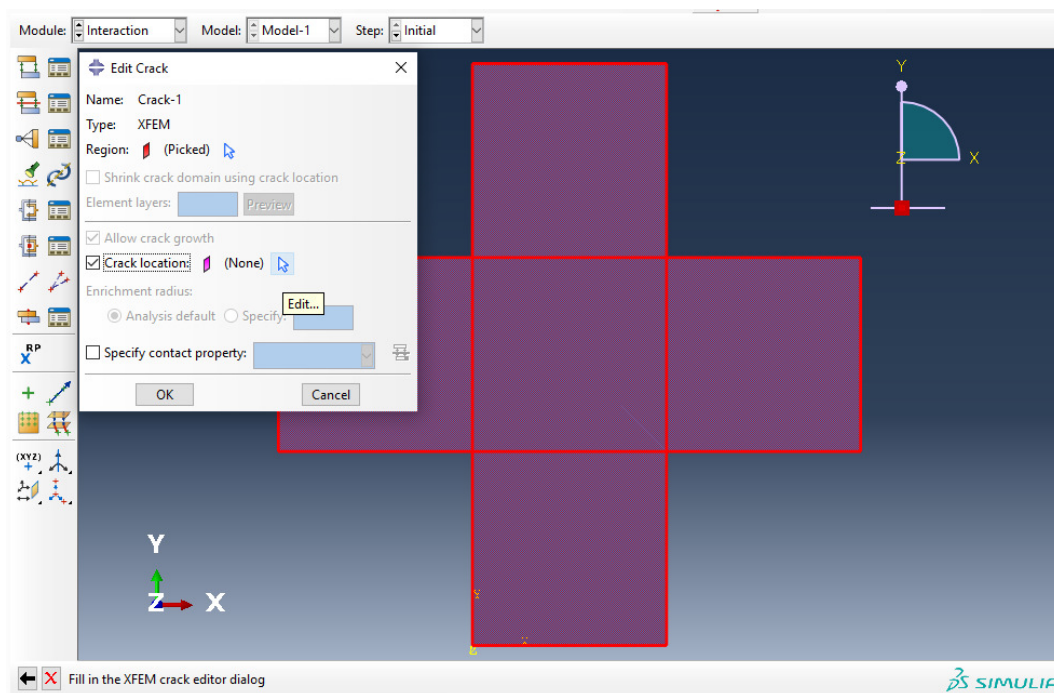 Module: Interaction Model: Model-1 Step: Initial
Edit Crack
Name: Crack-1
Type: XFEM
Region: (Picked)
Shrink crack domain using crack location
Element layers: Preview
Allow crack growth
Crack location: (None)
Enrichment radius:
Edit...
Analysis default Specify:
Specify contact property:
OK Cancel
RP
(XYZ)
Y
Z X
Y
Z X
Y
X
Z
Fill in the XFEM crack editor dialog
SIMULIA